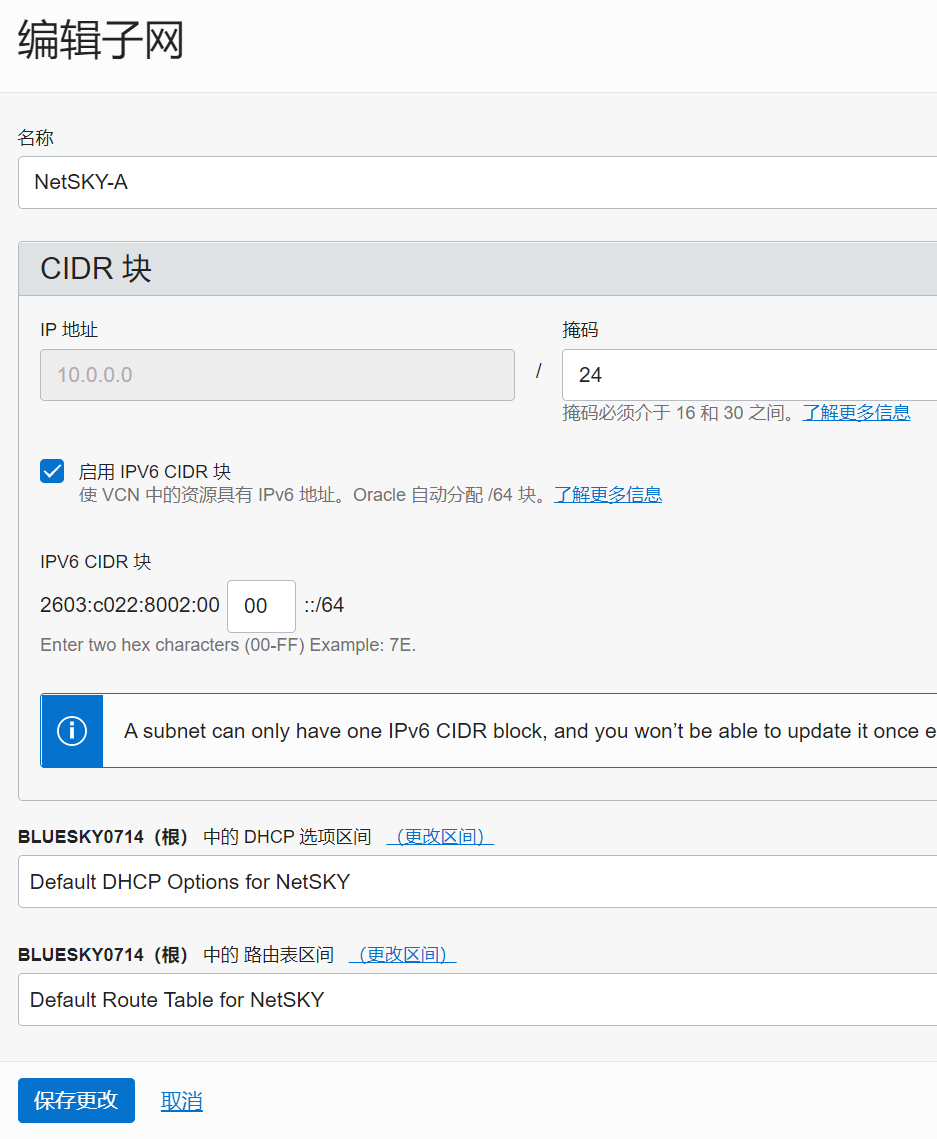 编辑子网
名称
NetSKY-A
CIDR 块
IP 地址
掩码
10.0.0.0
/
24
掩码必须介于 16 和 30 之间。了解更多信息
启用 IPV6 CIDR 块
使 VCN 中的资源具有 IPv6 地址。Oracle 自动分配 /64 块。了解更多信息
IPV6 CIDR 块
2603:c022:8002:00 00 ::/64
Enter two hex characters (00-FF) Example: 7E.
A subnet can only have one IPv6 CIDR block, and you won’t be able to update it once
BLUESKY0714（根） 中的 DHCP 选项区间 （更改区间）
Default DHCP Options for NetSKY
BLUESKY0714（根） 中的 路由表区间 （更改区间）
Default Route Table for NetSKY
保存更改 取消